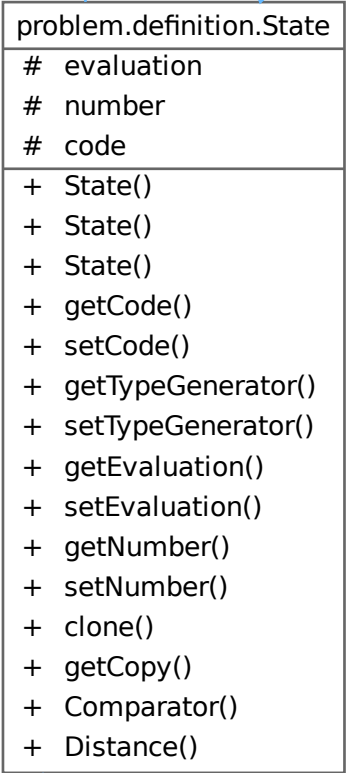 problem.definition.State
# evaluation
# number
# code
+ State()
+ State()
+ State()
+ getCode()
+ setCode()
+ getTypeGenerator()
+ setTypeGenerator()
+ getEvaluation()
+ setEvaluation()
+ getNumber()
+ setNumber()
+ clone()
+ getCopy()
+ Comparator()
+ Distance()